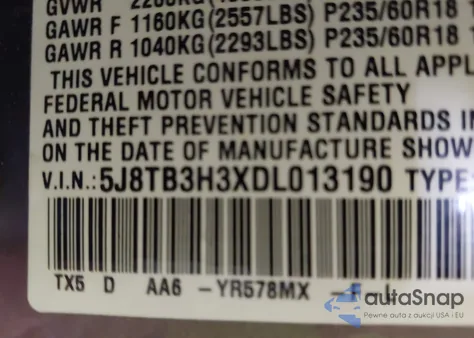 GVWR
GAWR F 1160KG(2557LBS) P235/60R18
GAWR R 1040KG(2293LBS) P235/60R18
THIS VEHICLE CONFORMS TO ALL APPL
FEDERAL MOTOR VEHICLE SAFETY
AND THEFT PREVENTION STANDARDS IN
ON THE DATE OF MANUFACTURE SHOW
V.I.N.: 5J8TB3H3XDL013190 TYPE:
TX5 D AA6 -YR578MX
autaSnap
Pewne auta z aukcji USA i EU